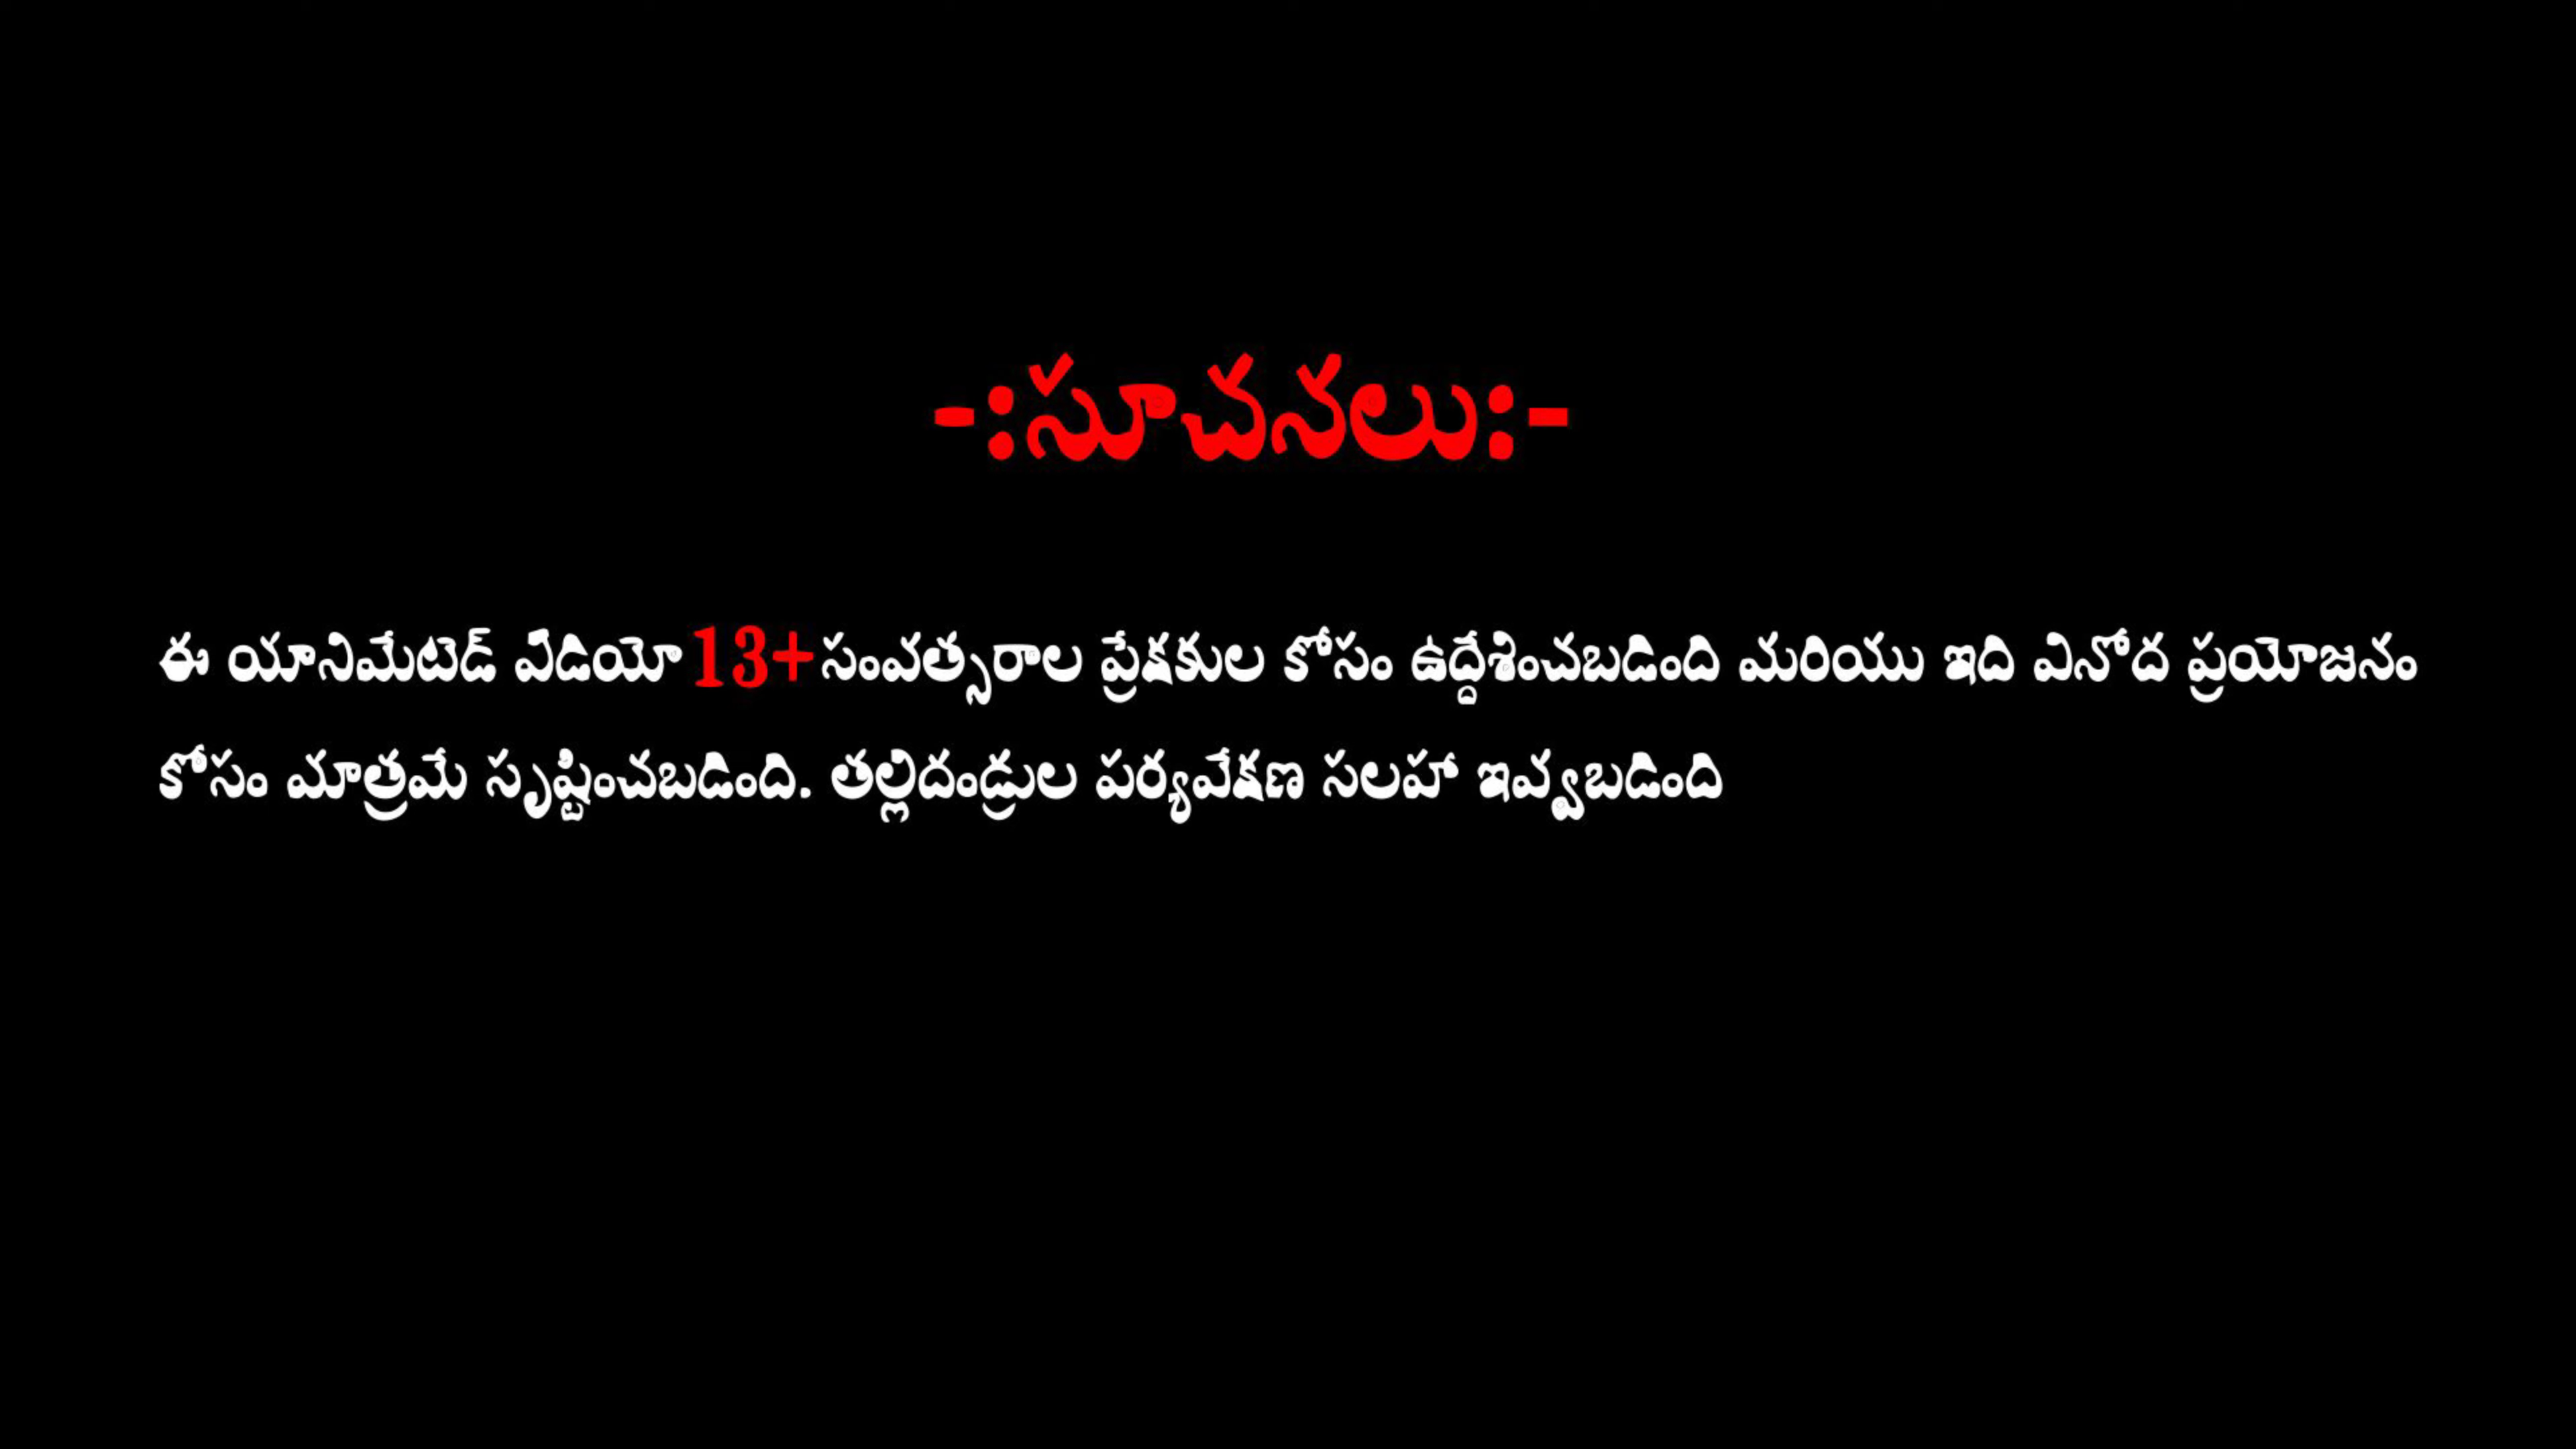 -:సూచనలు:-
ఈ యానిమేటెడ్ వీడియో 13+ సంవత్సరాల ప్రేక్షకుల కోసం ఉద్దేశించబడింది మరియు ఇది వినోద ప్రయోజనం
కోసం మాత్రమే సృష్టించబడింది. తల్లిదండ్రుల పర్యవేక్షణ సలహా ఇవ్వబడింది